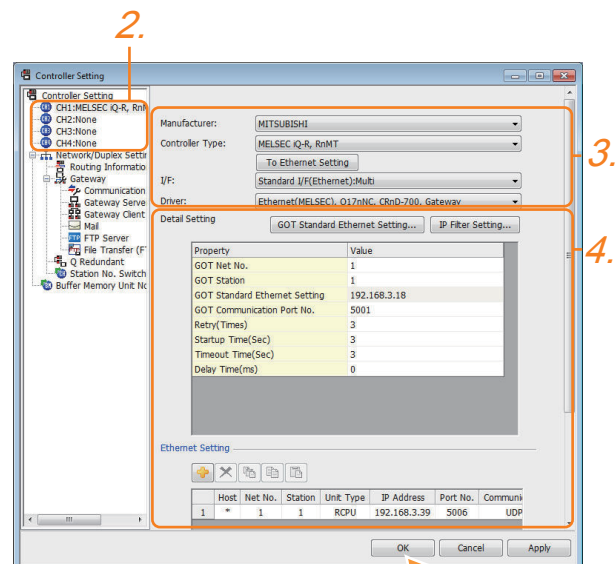 2.
Controller Setting
Controller Setting
CH1:MELSEC iQ-R, RnM
CH2:None
CH3:None
CH4:None
Network/Duplex Settin
Routing Informatio
Gateway
Communication
Gateway Serve
Gateway Client
Mail
FTP Server
File Transfer (F
Q Redundant
Station No. Switch
Buffer Memory Unit No
Manufacturer: MITSUBISHI
Controller Type: MELSEC iQ-R, RnMT
To Ethernet Setting
I/F: Standard I/F(Ethernet):Multi
Driver: Ethernet(MELSEC), Q17nNC, CRnD-700, Gateway
3.
Detail Setting GOT Standard Ethernet Setting... IP Filter Setting...
4.
Property Value
GOT Net No. 1
GOT Station 1
GOT Standard Ethernet Setting 192.168.3.18
GOT Communication Port No. 5001
Retry(Times) 3
Startup Time(Sec) 3
Timeout Time(Sec) 3
Delay Time(ms) 0
Ethernet Setting
Host Net No. Station Unit Type IP Address Port No. Communi
1 * 1 1 RCPU 192.168.3.39 5006 UDP
OK Cancel Apply